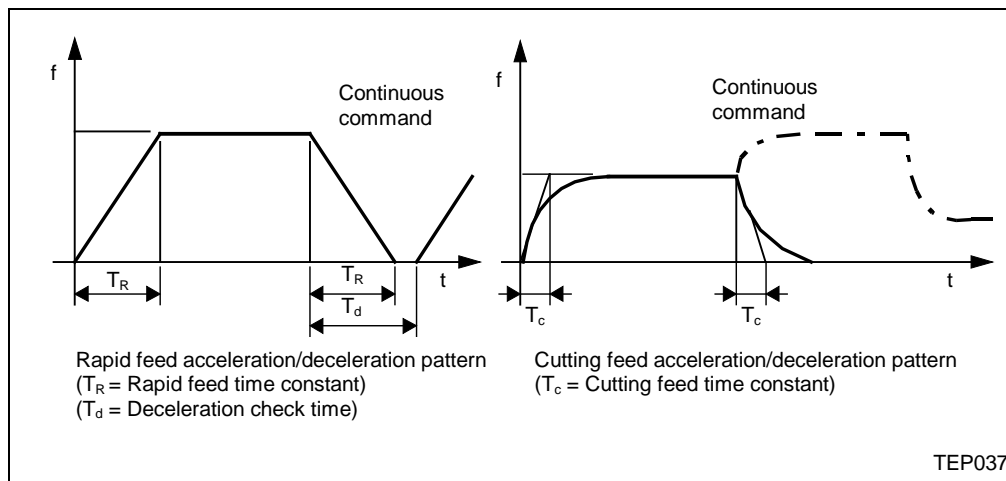 f
Continuous
command
T_R
T_R
T_d
t
Rapid feed acceleration/deceleration pattern
(T_R = Rapid feed time constant)
(T_d = Deceleration check time)
f
Continuous
command
T_c
T_c
t
Cutting feed acceleration/deceleration pattern
(T_c = Cutting feed time constant)
TEP037